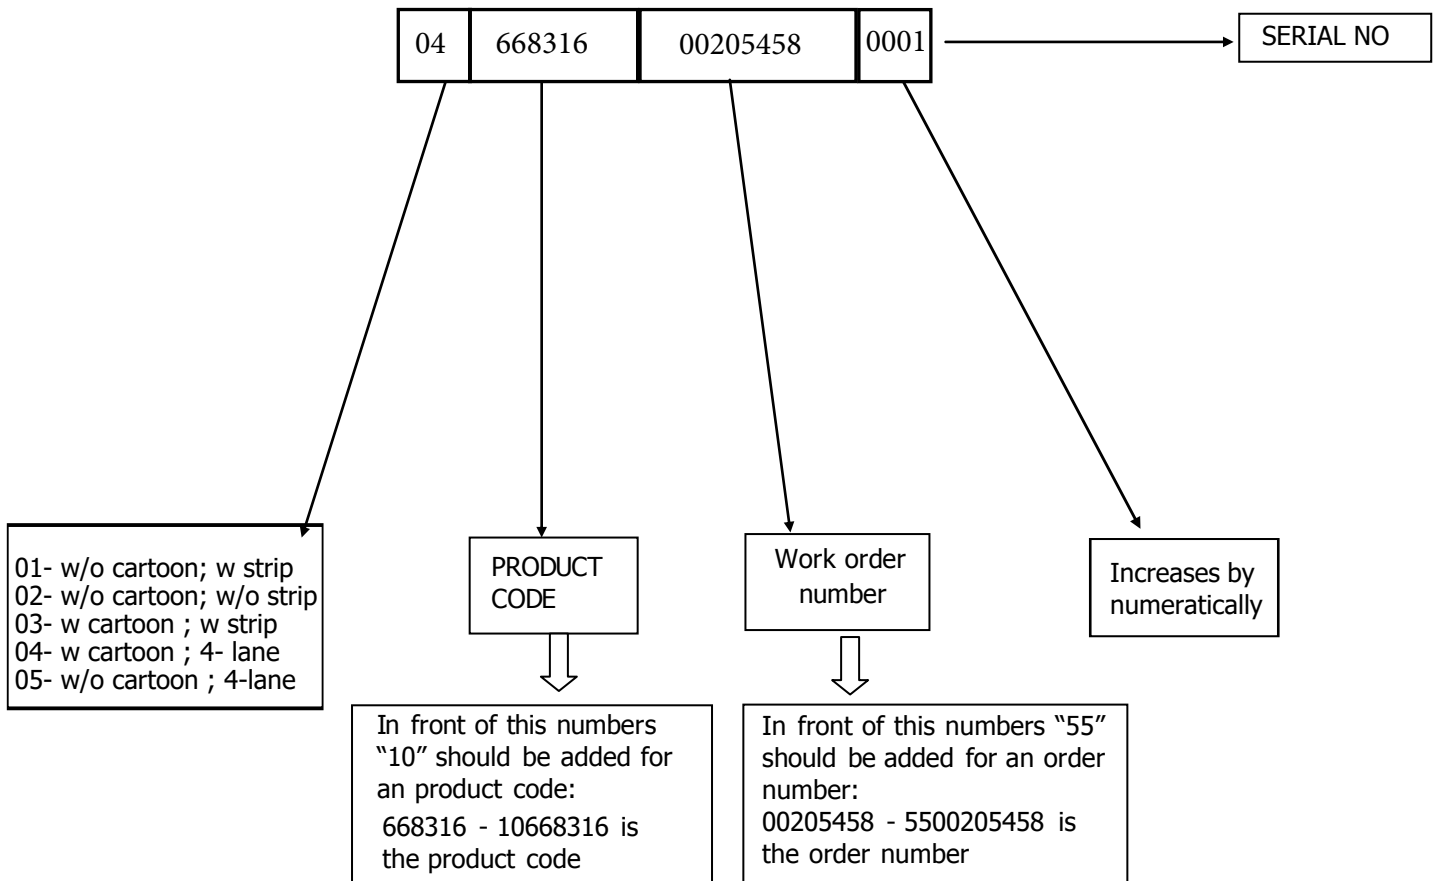 04 668316 00205458 0001
SERIAL NO
01- w/o cartoon; w strip
02- w/o cartoon; w/o strip
03- w cartoon ; w strip
04- w cartoon ; 4- lane
05- w/o cartoon ; 4-lane
PRODUCT
CODE
Work order
number
Increases by
numeratically
In front of this numbers
“10” should be added for
an product code:
668316 - 10668316 is
the product code
In front of this numbers “55”
should be added for an order
number:
00205458 - 5500205458 is
the order number